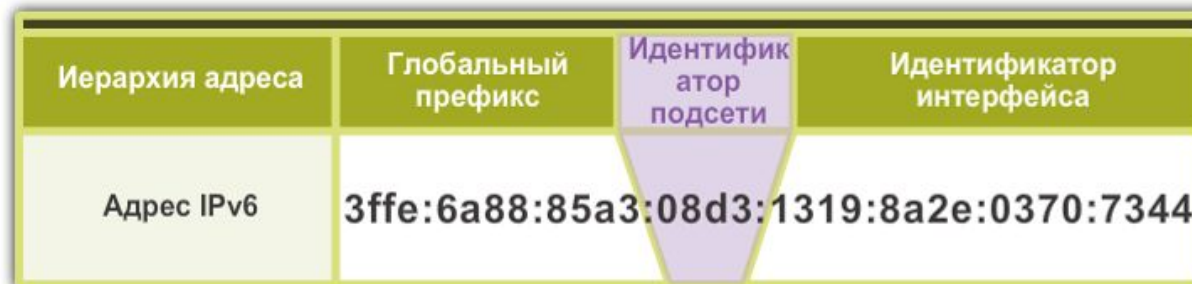 Иерархия адреса
Глобальный
префикс
Идентифик
атор
подсети
Идентификатор
интерфейса
Адрес IPv6
3ffe:6a88:85a3:08d3:1319:8a2e:0370:7344